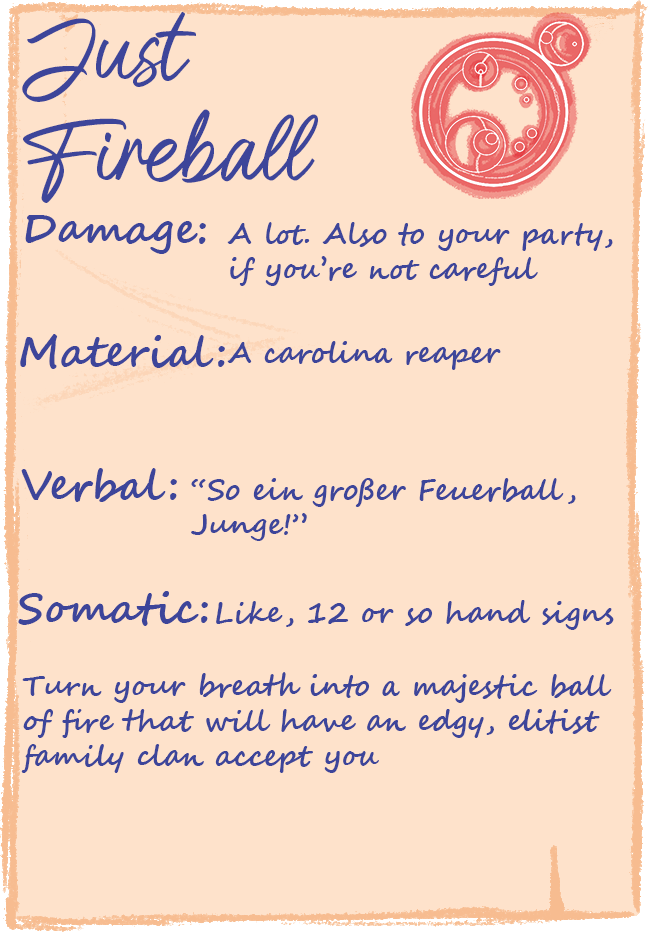 Just
Fireball
Damage: A lot. Also to your party,
if you're not careful
Material: A carolina reaper
Verbal: “So ein großer Feuerball,
Junge!”
Somatic: Like, 12 or so hand signs
Turn your breath into a majestic ball
of fire that will have an edgy, elitist
family clan accept you